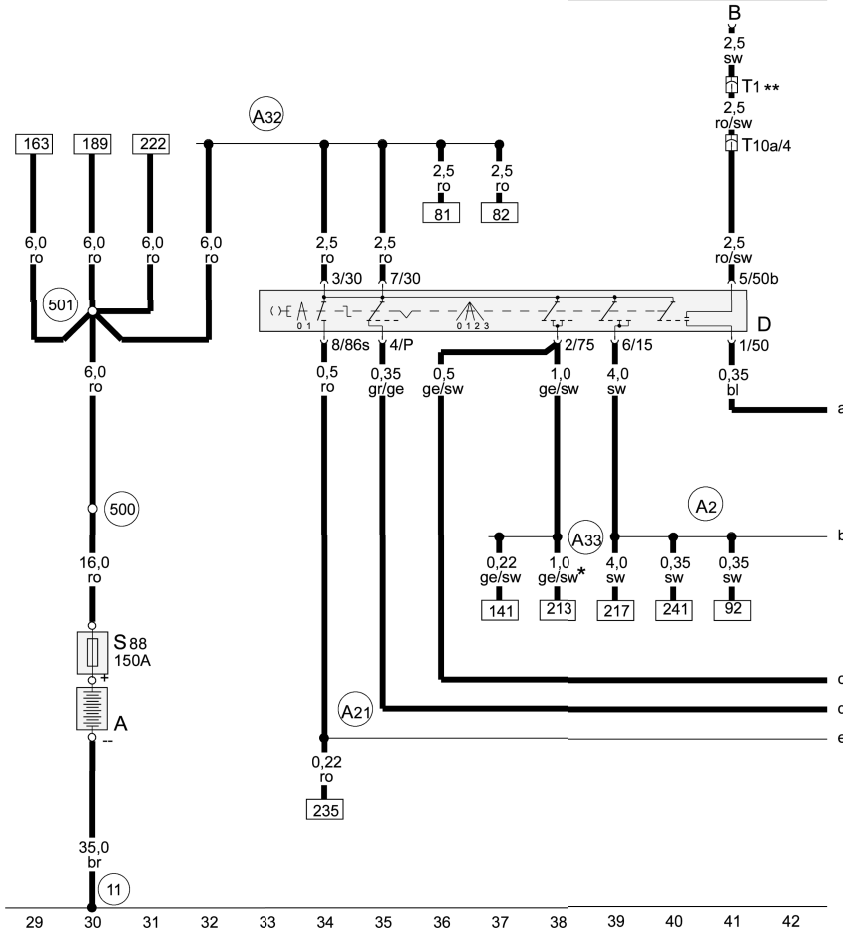 B
2,5
sw
T1 **
2,5
ro/sw
T10a/4
A32
163 189 222
2,5 2,5
ro ro
81 82
6,0 6,0 6,0 6,0 2,5 2,5 2,5
ro ro ro ro ro ro ro/sw
3/30 7/30 5/50b
501
0 1 0 1 2 3
D
8/86s 4/P 2/75 6/15 1/50
6,0 0,5 0,35 0,5 1,0 4,0 0,35
ro ro gr/ge ge/sw ge/sw sw bl
a
500
A2
A33
b
16,0 0,22 1,0 4,0 0,35 0,35
ro ge/sw ge/sw* sw sw sw
141 213 217 241 92
S 88
150A
+
A
--
A21
d
e
0,22
ro
235
35,0
br
11
29 30 31 32 33 34 35 36 37 38 39 40 41 42